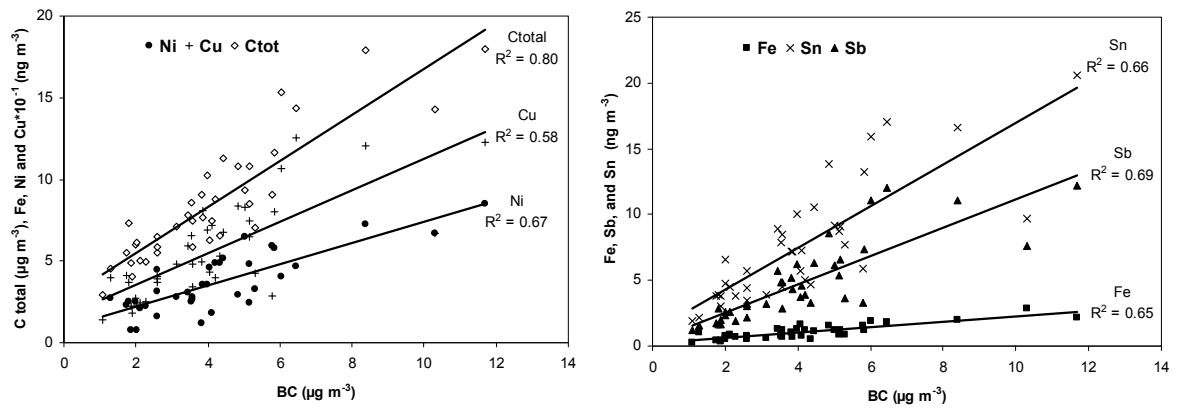 C total (µg m⁻³), Fe, Ni and Cu*10⁻¹ (ng m⁻³)
20
15
10
5
0
Ni Cu Ctot
Ctotal
R² = 0.80
Cu
R² = 0.58
Ni
R² = 0.67
0 2 4 6 8 10 12 14
BC (µg m⁻³)
Fe, Sb, and Sn (ng m⁻³)
25
20
15
10
5
0
Fe Sn Sb
Sn
R² = 0.66
Sb
R² = 0.69
Fe
R² = 0.65
0 2 4 6 8 10 12 14
BC (µg m⁻³)